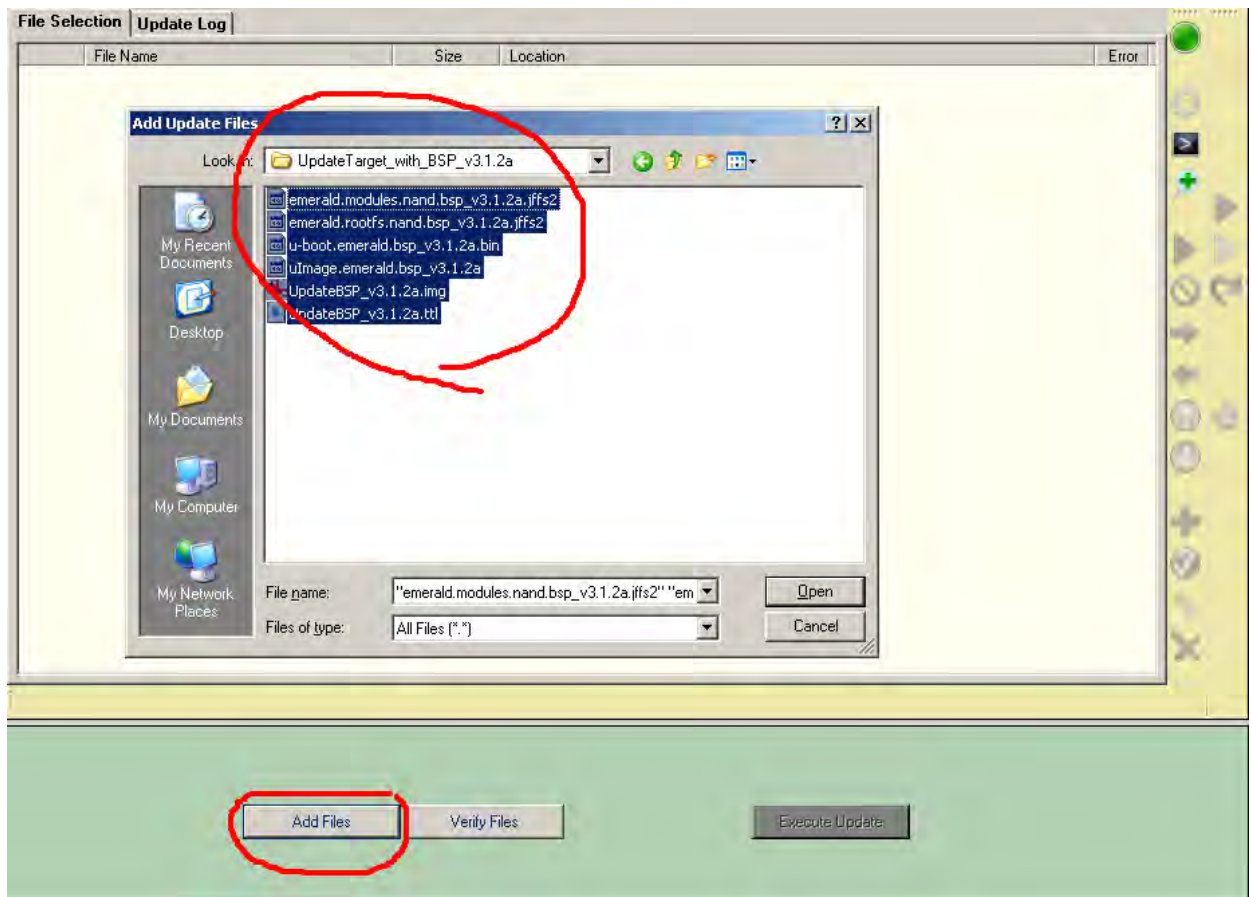 File Selection Update Log
File Name Size Location Error
Add Update Files
Look in: UpdateTarget_with_BSP_v3.1.2a
emerald.modules.nand.bsp_v3.1.2a.jffs2
emerald.rootfs.nand.bsp_v3.1.2a.jffs2
u-boot.emerald.bsp_v3.1.2a.bin
uImage.emerald.bsp_v3.1.2a
UpdateBSP_v3.1.2a.img
UpdateBSP_v3.1.2a.ttl
My Recent
Documents
Desktop
My Documents
My Computer
My Network
Places
File name: "emerald.modules.nand.bsp_v3.1.2a.jffs2" "em
Open
Files of type: All Files (*.*)
Cancel
Add Files Verify Files Execute Update